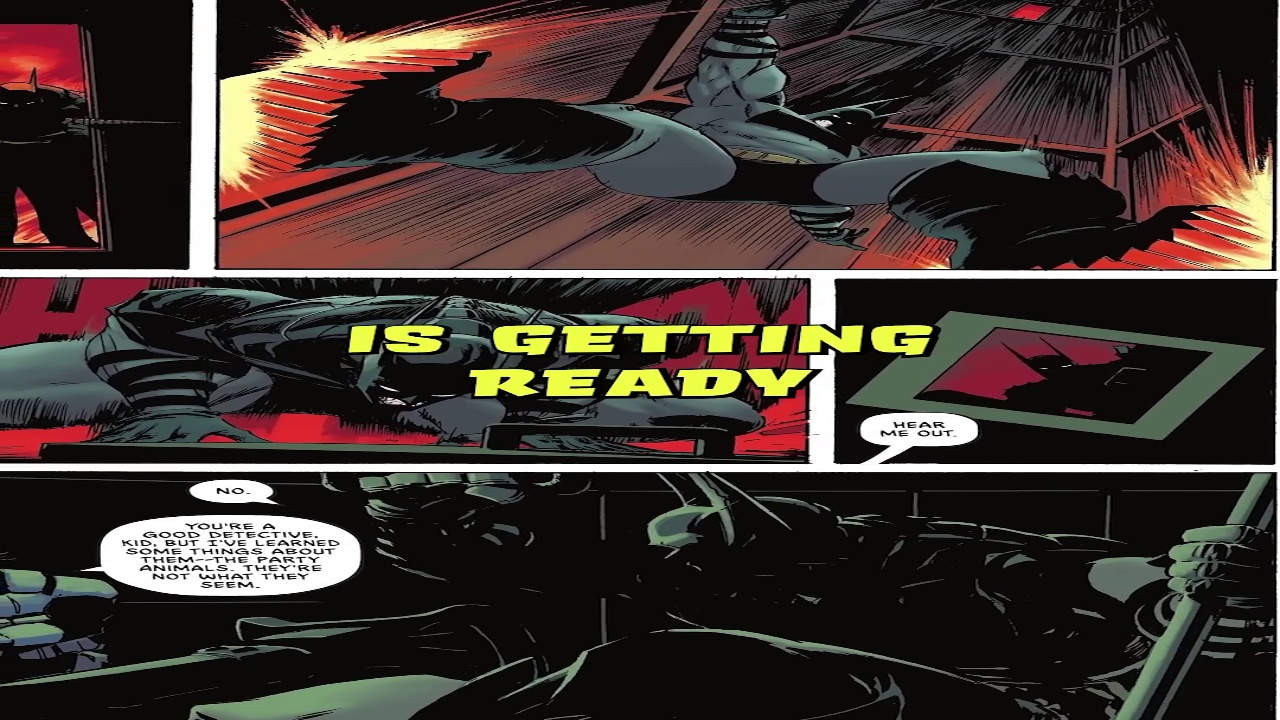 IS GETTING
READY
HEAR
ME OUT.
NO.
YOU'RE A
GOOD DETECTIVE,
KID, BUT I'VE LEARNED
SOME THINGS ABOUT
THEM--THE PARTY
ANIMALS. THEY'RE
NOT WHAT THEY
SEEM.